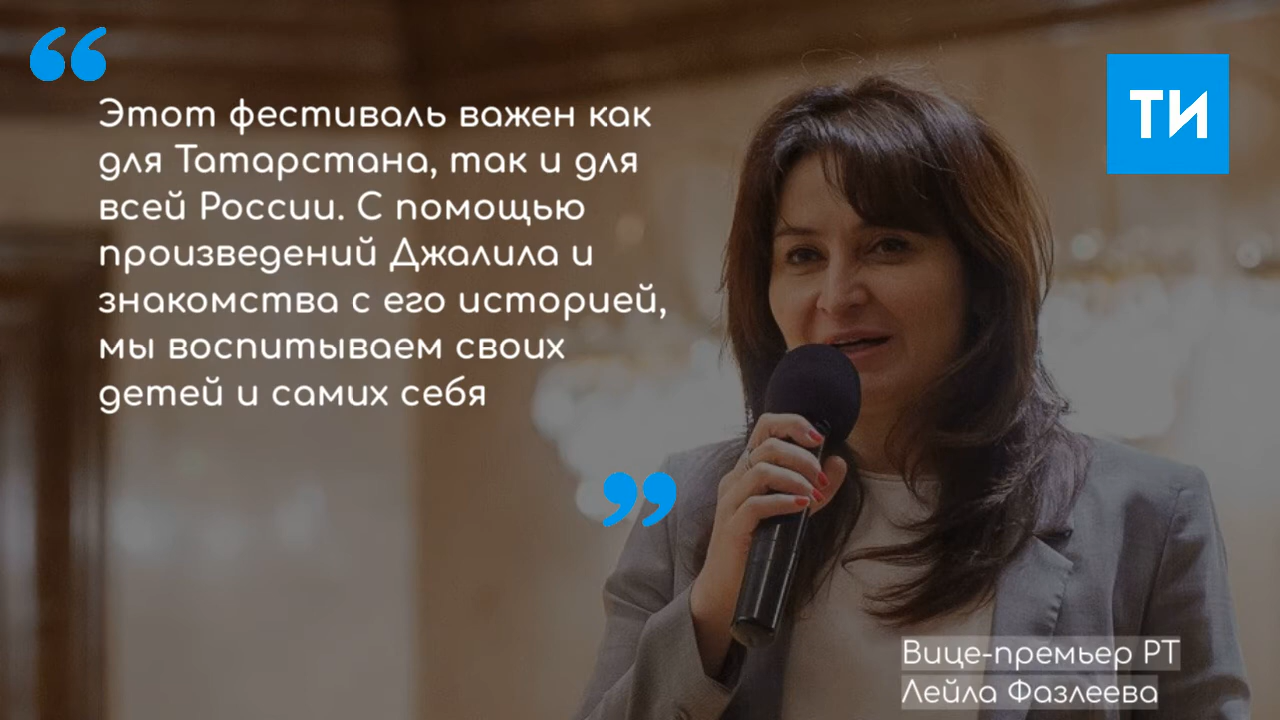 Этот фестиваль важен как
для Татарстана, так и для
всей России. С помощью
произведений Джалила и
знакомства с его историей,
мы воспитываем своих
детей и самих себя
ТИ
Вице-премьер РТ
Лейла Фазлеева